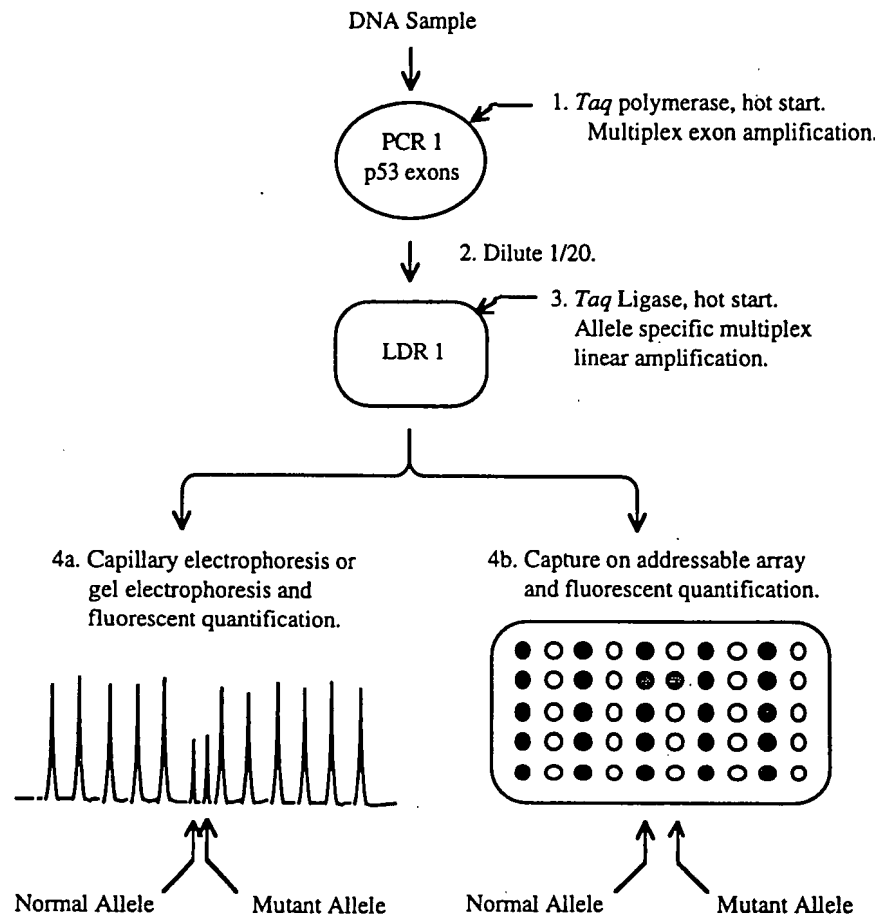 DNA Sample
1. Taq polymerase, hot start.
Multiplex exon amplification.
PCR 1
p53 exons
2. Dilute 1/20.
3. Taq Ligase, hot start.
Allele specific multiplex
linear amplification.
LDR 1
4a. Capillary electrophoresis or
gel electrophoresis and
fluorescent quantification.
4b. Capture on addressable array
and fluorescent quantification.
Normal Allele
Mutant Allele
Normal Allele
Mutant Allele